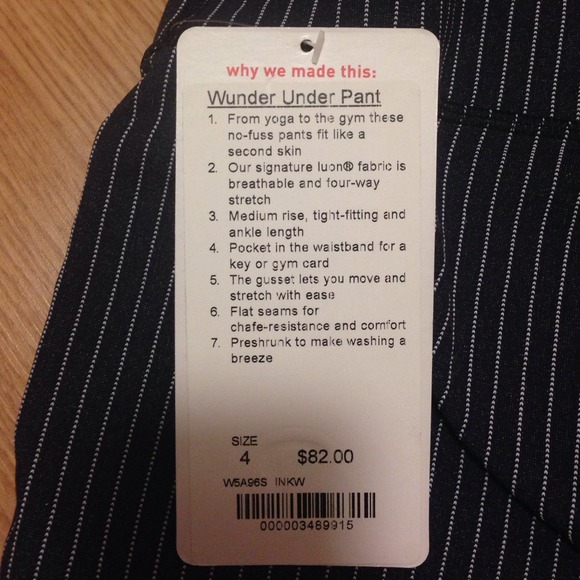 why we made this:
Wunder Under Pant
1. From yoga to the gym these
no-fuss pants fit like a
second skin
2. Our signature luon® fabric is
breathable and four-way
stretch
3. Medium rise, tight-fitting and
ankle length
4. Pocket in the waistband for a
key or gym card
5. The gusset lets you move and
stretch with ease
6. Flat seams for
chafe-resistance and comfort
7. Preshrunk to make washing a
breeze
SIZE
4 $82.00
W5A96S INKW
000003489915